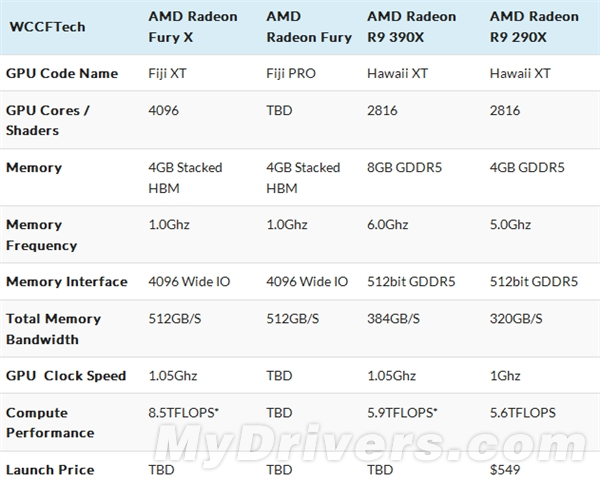 WCCFTech AMD Radeon Fury X AMD Radeon Fury AMD Radeon R9 390X AMD Radeon R9 290X
GPU Code Name Fiji XT Fiji PRO Hawaii XT Hawaii XT
GPU Cores / Shaders 4096 TBD 2816 2816
Memory 4GB Stacked HBM 4GB Stacked HBM 8GB GDDR5 4GB GDDR5
Memory Frequency 1.0Ghz 1.0Ghz 6.0Ghz 5.0Ghz
Memory Interface 4096 Wide IO 4096 Wide IO 512bit GDDR5 512bit GDDR5
Total Memory Bandwidth 512GB/S 512GB/S 384GB/S 320GB/S
GPU Clock Speed 1.05Ghz TBD 1.05Ghz 1Ghz
Compute Performance 8.5TFLOPS* TBD 5.9TFLOPS* 5.6TFLOPS
MyDrivers.com
Launch Price TBD TBD TBD $549